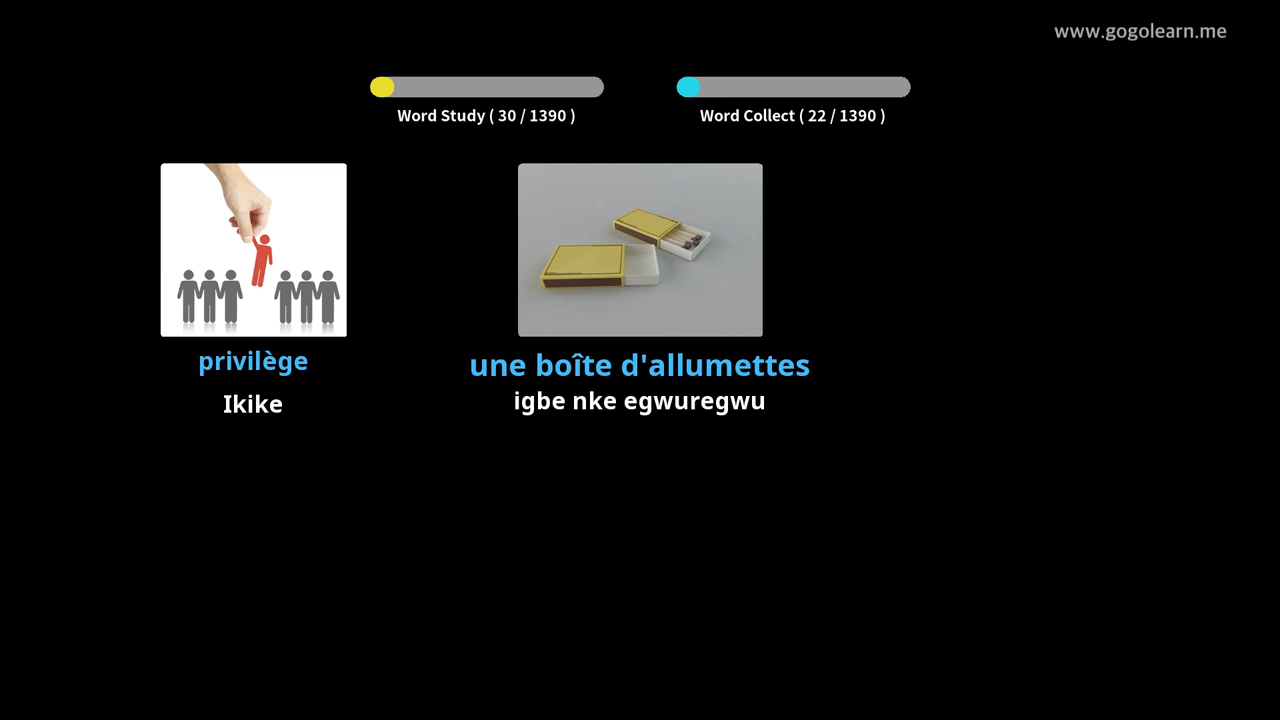 www.gogolearn.me
Word Study ( 30 / 1390 )
Word Collect ( 22 / 1390 )
privilège
Ikike
une boîte d'allumettes
igbe nke egwuregwu